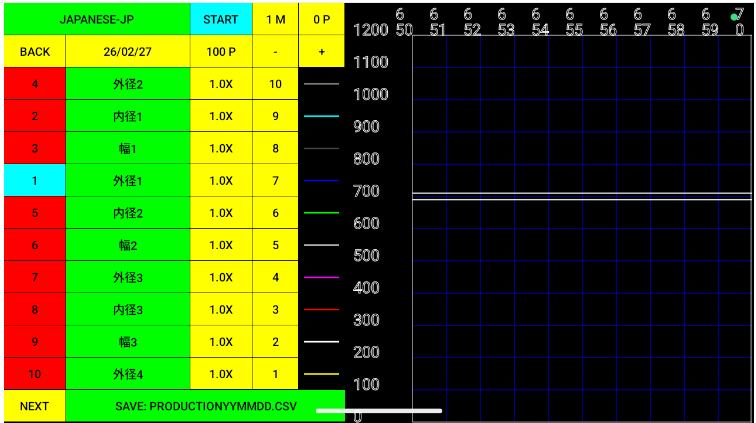 JAPANESE-JP START 1 M 0 P
BACK 26/02/27 100 P - +
4 外径2 1.0X 10
2 内径1 1.0X 9
3 幅1 1.0X 8
1 外径1 1.0X 7
5 内径2 1.0X 6
6 幅2 1.0X 5
7 外径3 1.0X 4
8 内径3 1.0X 3
9 幅3 1.0X 2
10 外径4 1.0X 1
NEXT SAVE: PRODUCTIONYYMMDD.CSV
6 6 6 6 6 6 6 6 6 6 7
50 51 52 53 54 55 56 57 58 59 0
1200
1100
1000
900
800
700
600
500
400
300
200
100
0